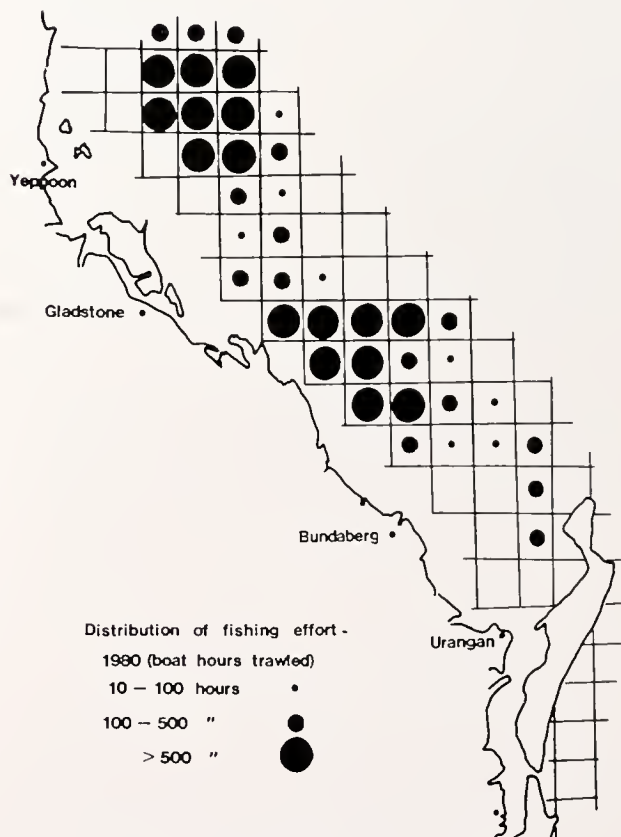 Yeppoon
Gladstone
Bundaberg
Urangan
Distribution of fishing effort -
1980 (boat hours trawled)
10 — 100 hours
100 — 500 "
> 500 "